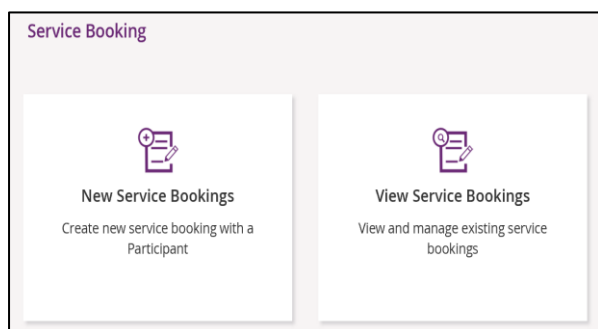 Service Booking
New Service Bookings
Create new service booking with a
Participant
View Service Bookings
View and manage existing service
bookings